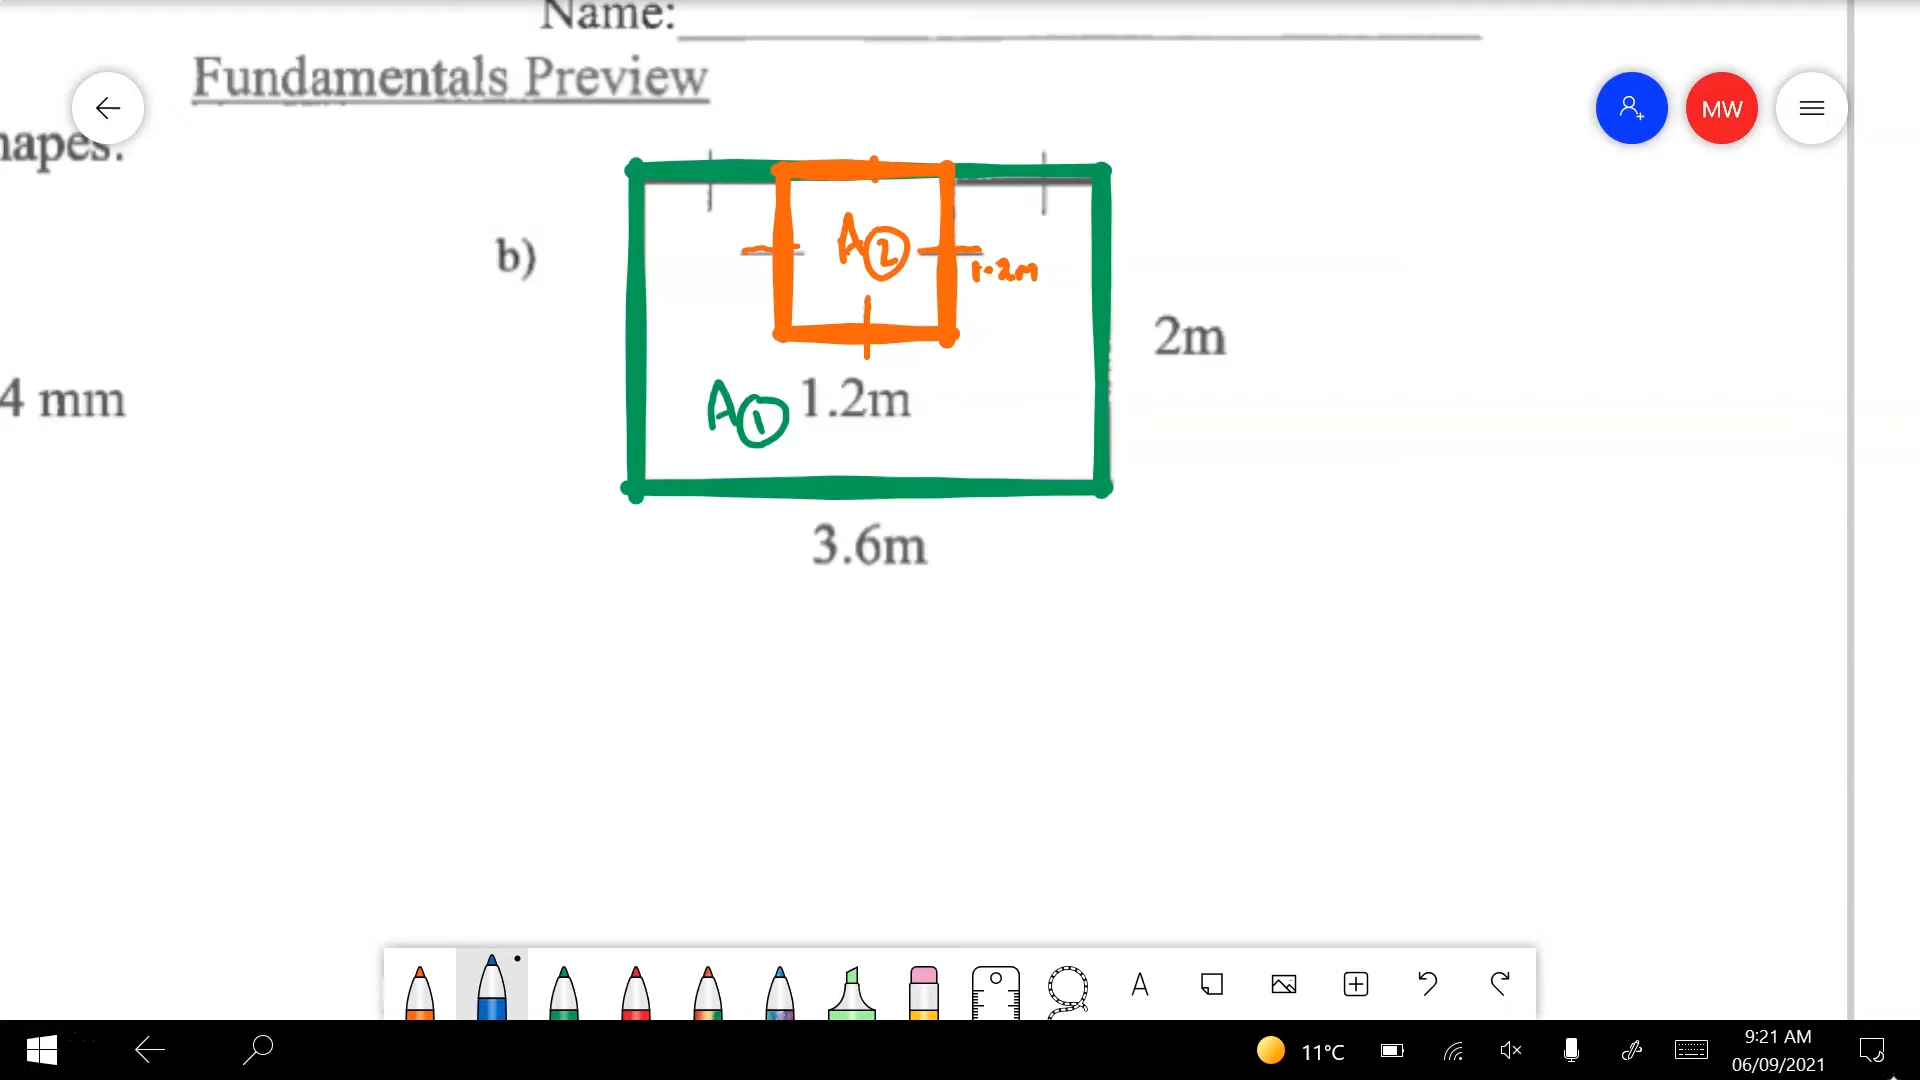 Name:
Fundamentals Preview
hapes:
MW
b)
A②
1.2m
2m
4 mm
A①
1.2m
3.6m
A
11°C
9:21 AM
06/09/2021